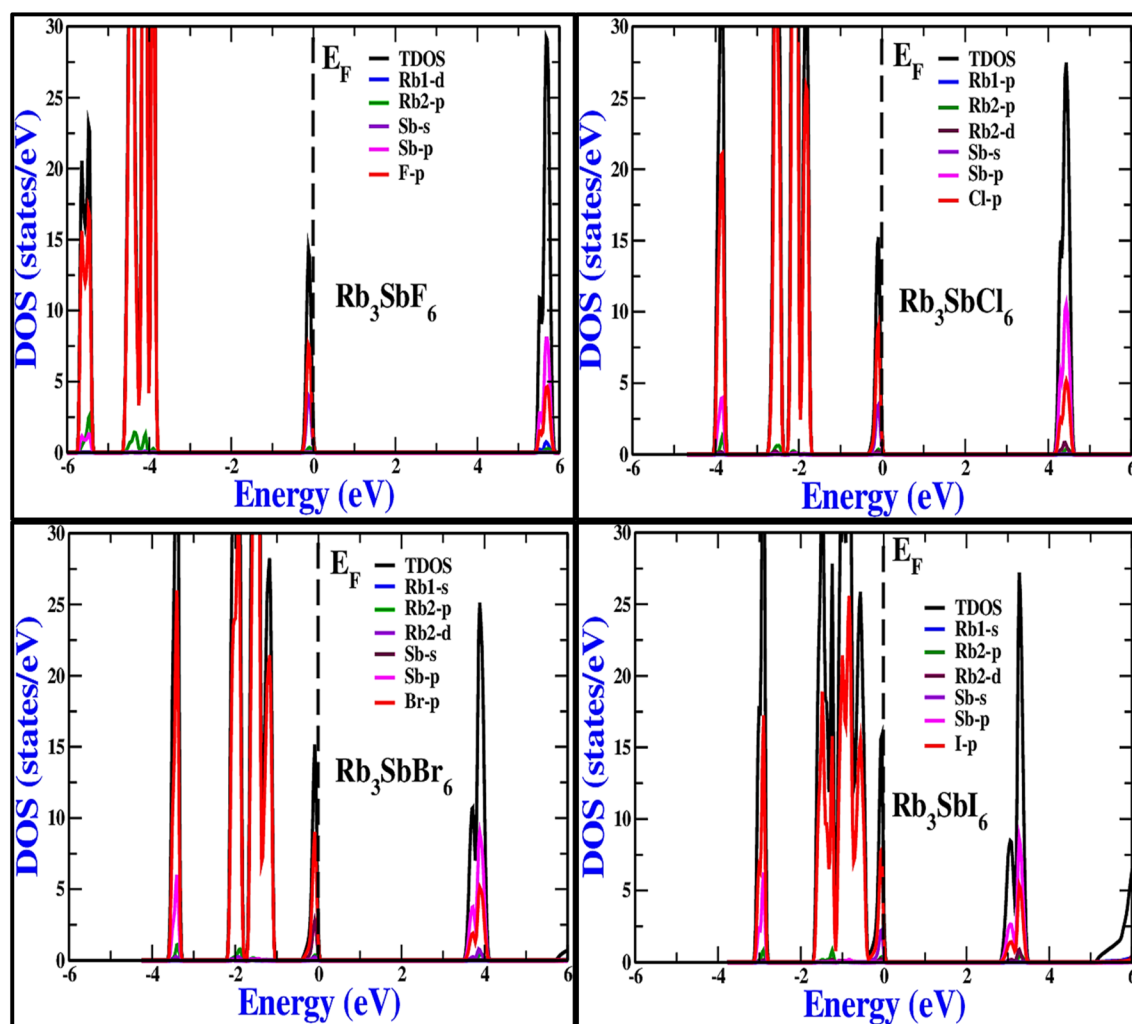 30
25
20
15
10
5
0
DOS (states/eV)
E_F
TDOS
Rb1-d
Rb2-p
Sb-s
Sb-p
F-p
Rb₃SbF₆
-6 -4 -2 0 2 4 6
Energy (eV)
30
25
20
15
10
5
0
DOS (states/eV)
E_F
TDOS
Rb1-p
Rb2-p
Rb2-d
Sb-s
Sb-p
Cl-p
Rb₃SbCl₆
-6 -4 -2 0 2 4 6
Energy (eV)
30
25
20
15
10
5
0
DOS (states/eV)
E_F
TDOS
Rb1-s
Rb2-p
Rb2-d
Sb-s
Sb-p
Br-p
Rb₃SbBr₆
-6 -4 -2 0 2 4 6
Energy (eV)
30
25
20
15
10
5
0
DOS (states/eV)
E_F
TDOS
Rb1-s
Rb2-p
Rb2-d
Sb-s
Sb-p
I-p
Rb₃SbI₆
-6 -4 -2 0 2 4 6
Energy (eV)